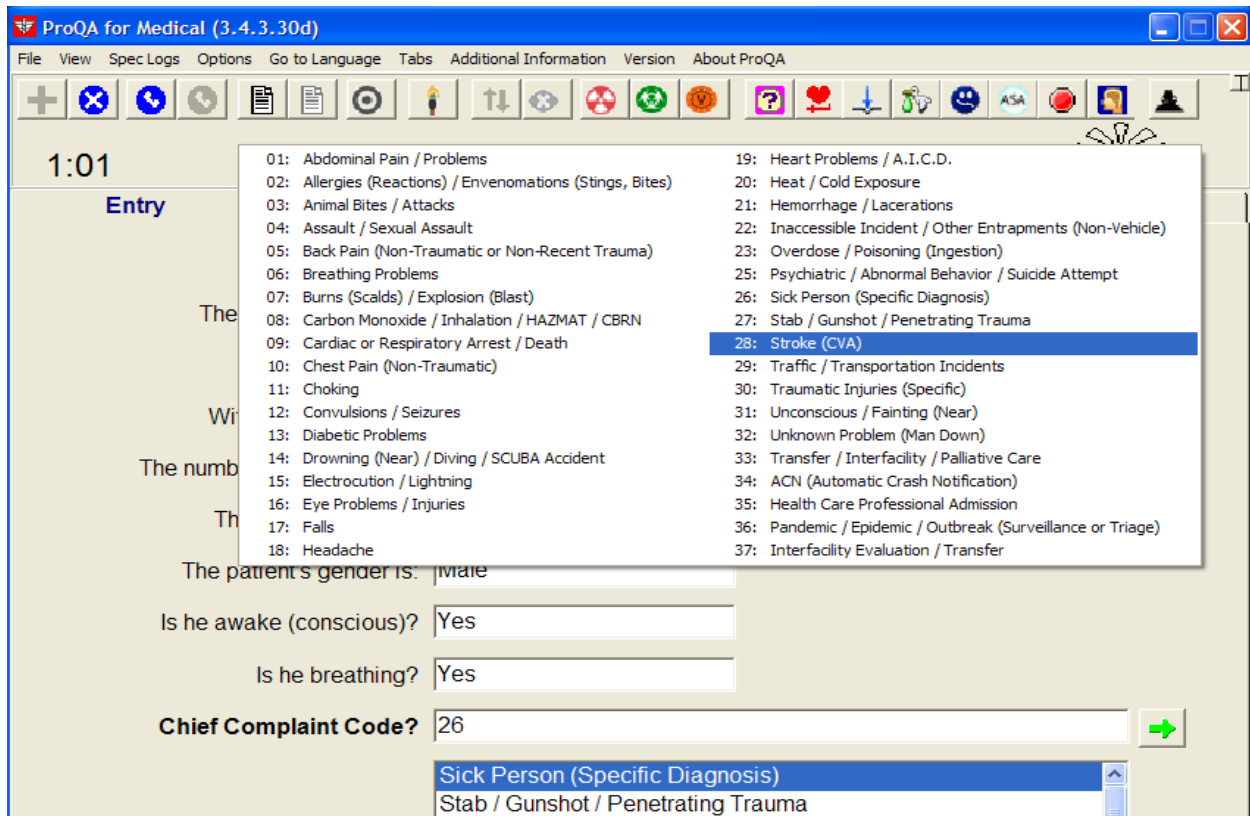 ProQA for Medical (3.4.3.30d)
File View Spec Logs Options Go to Language Tabs Additional Information Version About ProQA
ASA
1:01
Entry
01: Abdominal Pain / Problems
02: Allergies (Reactions) / Envenomations (Stings, Bites)
03: Animal Bites / Attacks
04: Assault / Sexual Assault
05: Back Pain (Non-Traumatic or Non-Recent Trauma)
06: Breathing Problems
07: Burns (Scalds) / Explosion (Blast)
08: Carbon Monoxide / Inhalation / HAZMAT / CBRN
09: Cardiac or Respiratory Arrest / Death
10: Chest Pain (Non-Traumatic)
11: Choking
12: Convulsions / Seizures
13: Diabetic Problems
14: Drowning (Near) / Diving / SCUBA Accident
15: Electrocution / Lightning
16: Eye Problems / Injuries
17: Falls
18: Headache
19: Heart Problems / A.I.C.D.
20: Heat / Cold Exposure
21: Hemorrhage / Lacerations
22: Inaccessible Incident / Other Entrapments (Non-Vehicle)
23: Overdose / Poisoning (Ingestion)
25: Psychiatric / Abnormal Behavior / Suicide Attempt
26: Sick Person (Specific Diagnosis)
27: Stab / Gunshot / Penetrating Trauma
28: Stroke (CVA)
29: Traffic / Transportation Incidents
30: Traumatic Injuries (Specific)
31: Unconscious / Fainting (Near)
32: Unknown Problem (Man Down)
33: Transfer / Interfacility / Palliative Care
34: ACN (Automatic Crash Notification)
35: Health Care Professional Admission
36: Pandemic / Epidemic / Outbreak (Surveillance or Triage)
37: Interfacility Evaluation / Transfer
The
Wi
The numb
Th
The patient's gender is: Male
Is he awake (conscious)? Yes
Is he breathing? Yes
Chief Complaint Code? 26
Sick Person (Specific Diagnosis)
Stab / Gunshot / Penetrating Trauma